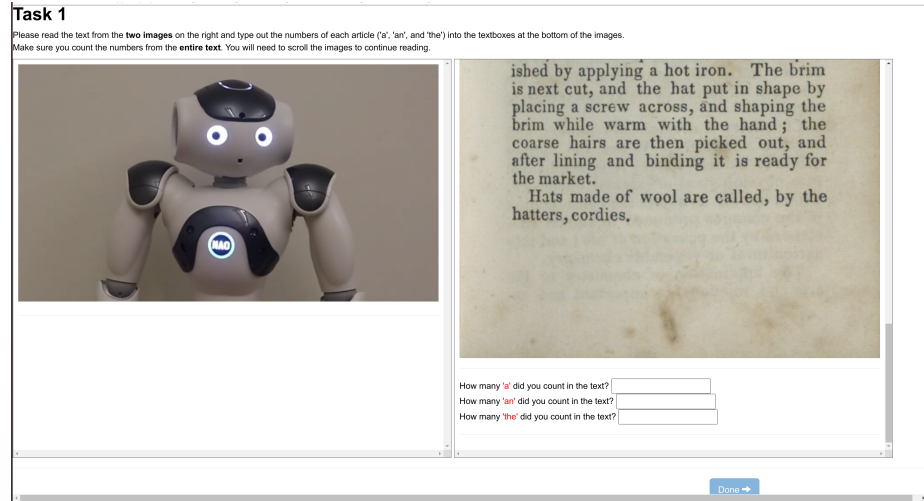 Task 1
Please read the text from the two images on the right and type out the numbers of each article ('a', 'an', and 'the') into the textboxes at the bottom of the images.
Make sure you count the numbers from the entire text. You will need to scroll the images to continue reading.
NAO
ished by applying a hot iron. The brim
is next cut, and the hat put in shape by
placing a screw across, and shaping the
brim while warm with the hand; the
coarse hairs are then picked out, and
after lining and binding it is ready for
the market.
Hats made of wool are called, by the
hatters, cordies.
How many 'a' did you count in the text?
How many 'an' did you count in the text?
How many 'the' did you count in the text?
Done